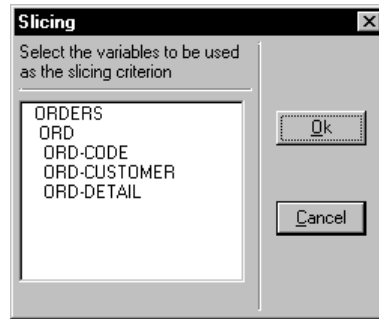 Slicing
Select the variables to be used
as the slicing criterion
ORDERS
ORD
ORD-CODE
ORD-CUSTOMER
ORD-DETAIL
Ok
Cancel